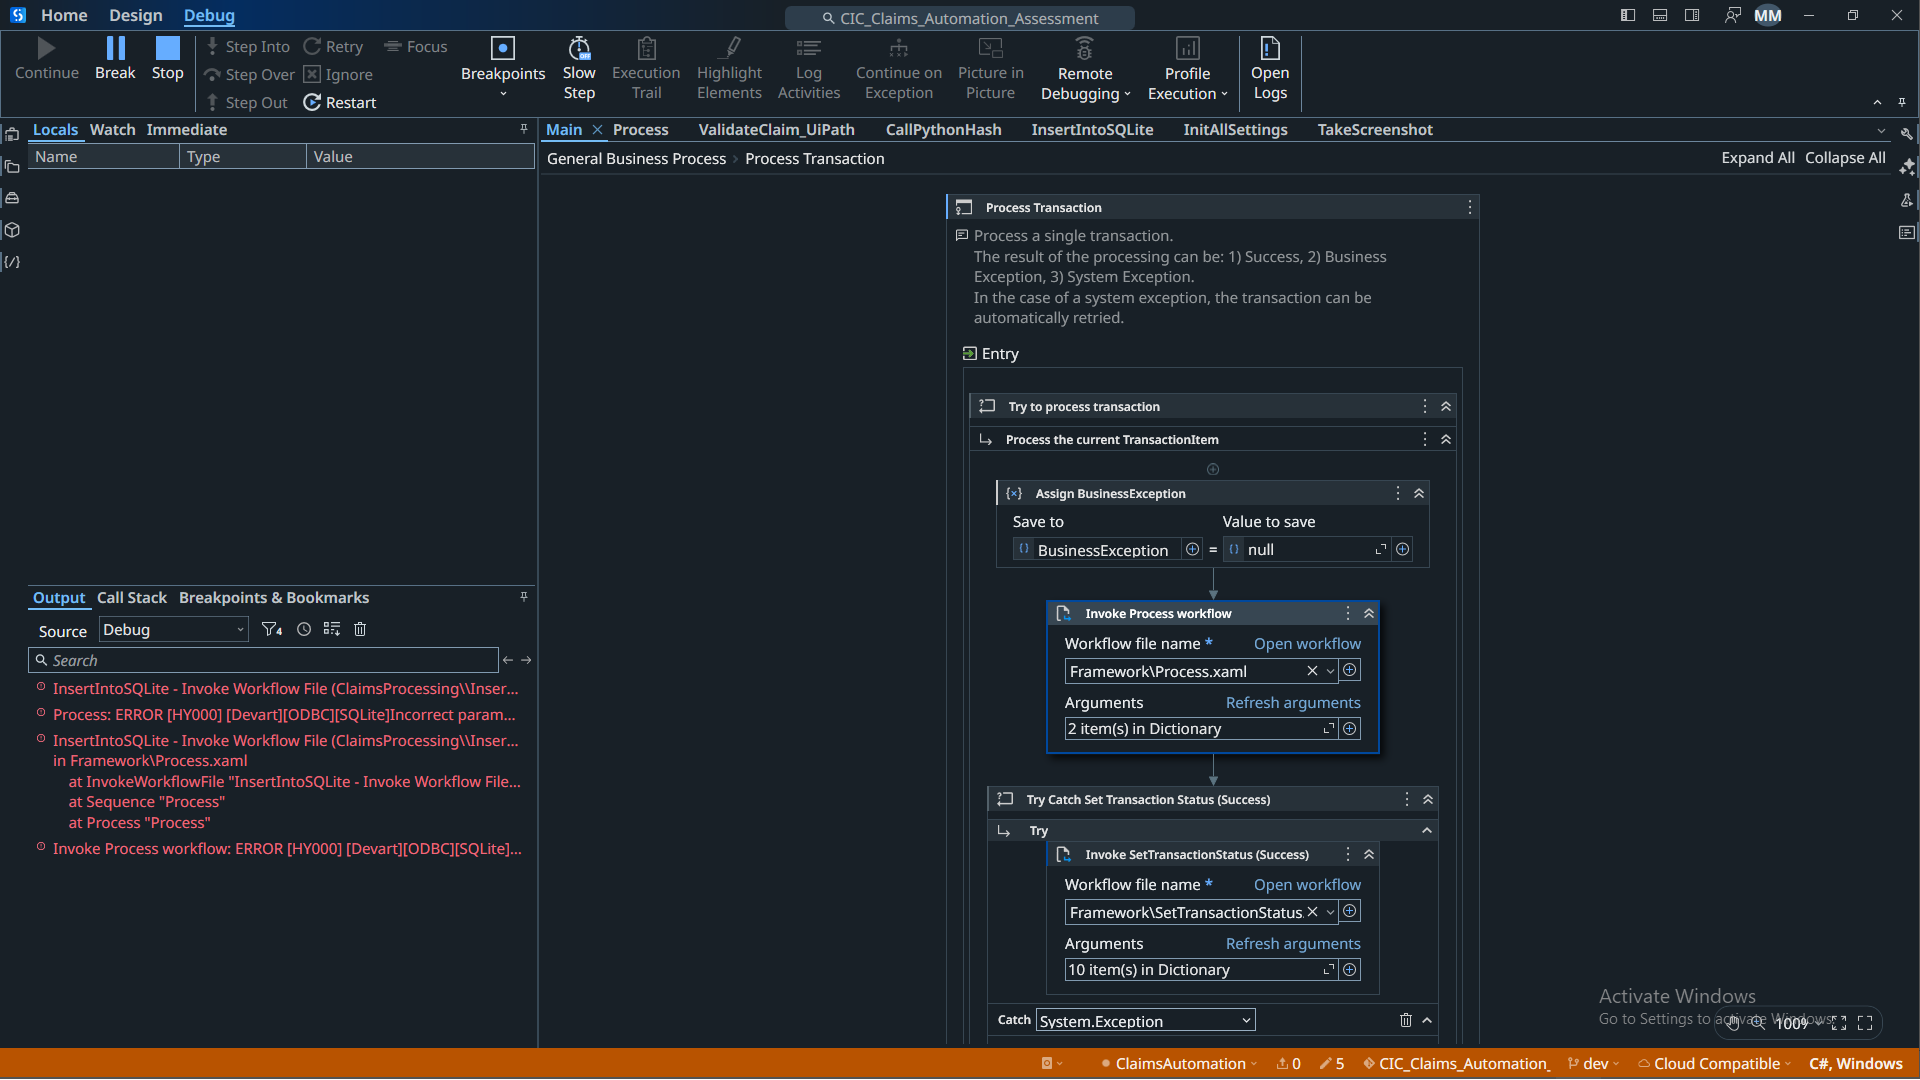 Home Design Debug
CIC_Claims_Automation_Assessment
MM
Continue Break Stop
Step Into Retry Focus
Step Over Ignore
Step Out Restart
Breakpoints
Slow
Step
OFF
Execution
Trail
Highlight
Elements
Log
Activities
Continue on
Exception
Picture in
Picture
Remote
Debugging
Profile
Execution
Open
Logs
Locals Watch Immediate
Name Type Value
Main Process ValidateClaim_UiPath CallPythonHash InsertIntoSQLite InitAllSettings TakeScreenshot
General Business Process > Process Transaction
Expand All Collapse All
Process Transaction
Process a single transaction.
The result of the processing can be: 1) Success, 2) Business
Exception, 3) System Exception.
In the case of a system exception, the transaction can be
automatically retried.
Entry
Try to process transaction
Process the current TransactionItem
Assign BusinessException
Save to Value to save
BusinessException = null
Invoke Process workflow
Workflow file name * Open workflow
Framework\Process.xaml
Arguments Refresh arguments
2 item(s) in Dictionary
Try Catch Set Transaction Status (Success)
Try
Invoke SetTransactionStatus (Success)
Workflow file name * Open workflow
Framework\SetTransactionStatus.
Arguments Refresh arguments
10 item(s) in Dictionary
Catch System.Exception
Output Call Stack Breakpoints & Bookmarks
Source Debug
4
Search
InsertIntoSQLite - Invoke Workflow File (ClaimsProcessing\\Inser...
Process: ERROR [HY000] [Devart][ODBC][SQLite]Incorrect param...
InsertIntoSQLite - Invoke Workflow File (ClaimsProcessing\\Inser...
in Framework\Process.xaml
at InvokeWorkflowFile "InsertIntoSQLite - Invoke Workflow File...
at Sequence "Process"
at Process "Process"
Invoke Process workflow: ERROR [HY000] [Devart][ODBC][SQLite]...
Activate Windows
Go to Settings to activate Windows.
100%
ClaimsAutomation 0 5 CIC_Claims_Automation_ dev Cloud Compatible C#, Windows